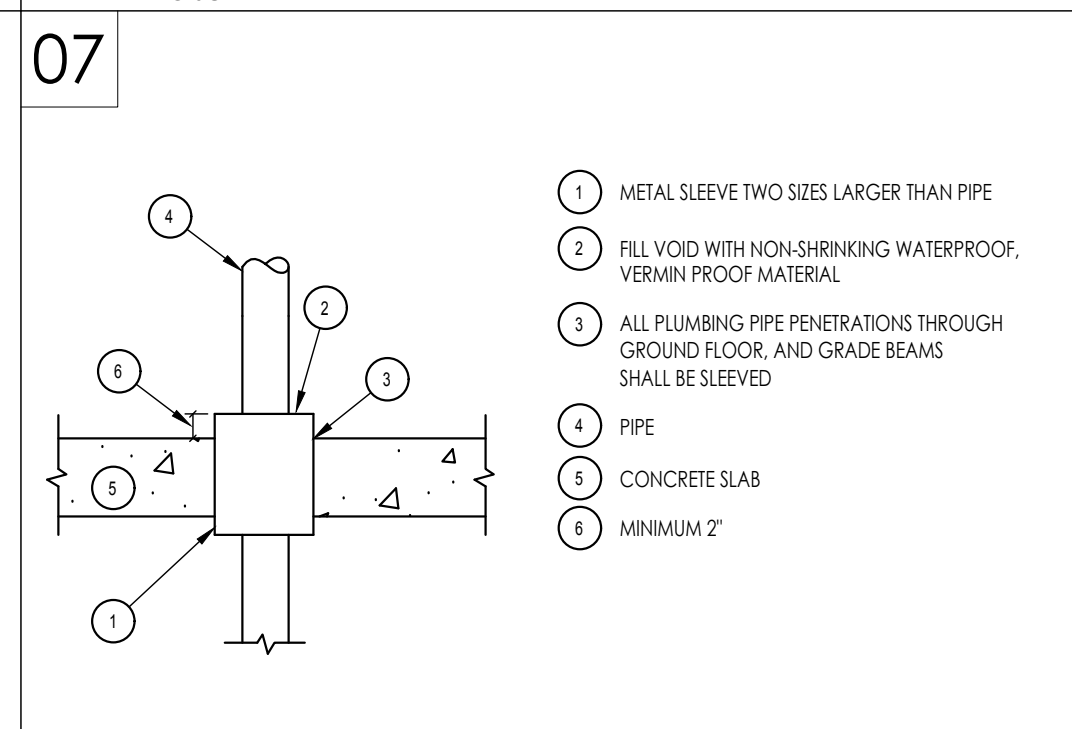 07
4
2
3
6
5
1
1 METAL SLEEVE TWO SIZES LARGER THAN PIPE
2 FILL VOID WITH NON-SHRINKING WATERPROOF,
VERMIN PROOF MATERIAL
3 ALL PLUMBING PIPE PENETRATIONS THROUGH
GROUND FLOOR, AND GRADE BEAMS
SHALL BE SLEEVED
4 PIPE
5 CONCRETE SLAB
6 MINIMUM 2"